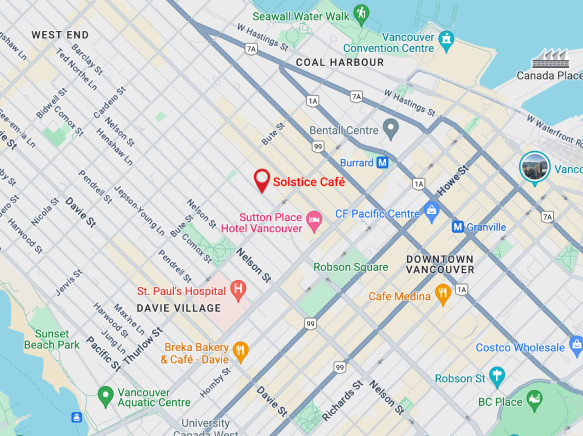 Seawall Water Walk
WEST END
W Hastings St
Vancouver
Convention Centre
Barclay St
Ted Northe Ln
COAL HARBOUR
Canada Place
7A
7A
Bidwell St
Cardero St
Comox St
1A
W Hastings St
Nelson St
Henshaw Ln
Bute St
Bentall Centre
W Waterfront Rd
99
Burrard M
Howe St
Solstice Café
1A
Pendrell St
Jepson-Young Ln
Nelson St
Davie St
Nicola St
Sutton Place
Hotel Vancouver
CF Pacific Centre
7A
M Granville
Bute St
Comox St
Harwood St
Pendrell St
Nelson St
Robson Square
DOWNTOWN
VANCOUVER
Jervis St
St. Paul's Hospital
H
Cafe Medina
1A
DAVIE VILLAGE
Maxine Ln
Jung Ln
Harwood St
99
Sunset
Beach Park
Pacific St
Thurlow St
Breka Bakery
& Café - Davie
Costco Wholesale
99
Hornby St
Robson St
Vancouver
Aquatic Centre
Davie St
Richards St
Nelson St
BC Place
University
Canada West